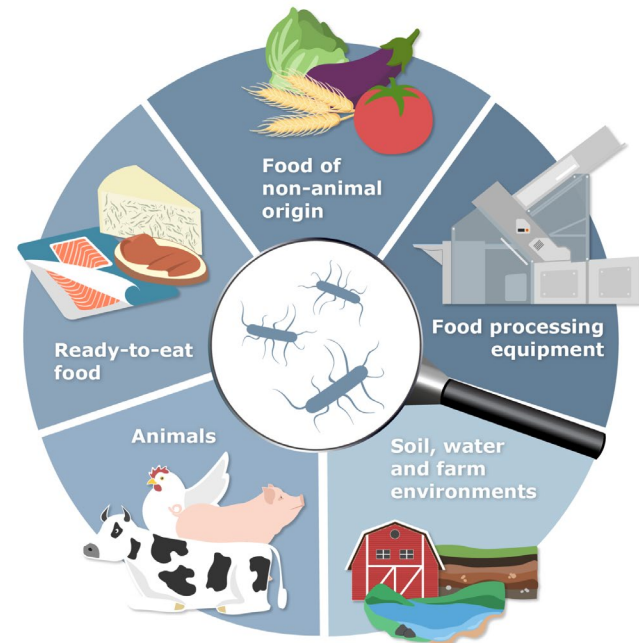 Food of
non-animal
origin
Food processing
equipment
Ready-to-eat
food
Animals
Soil, water
and farm
environments